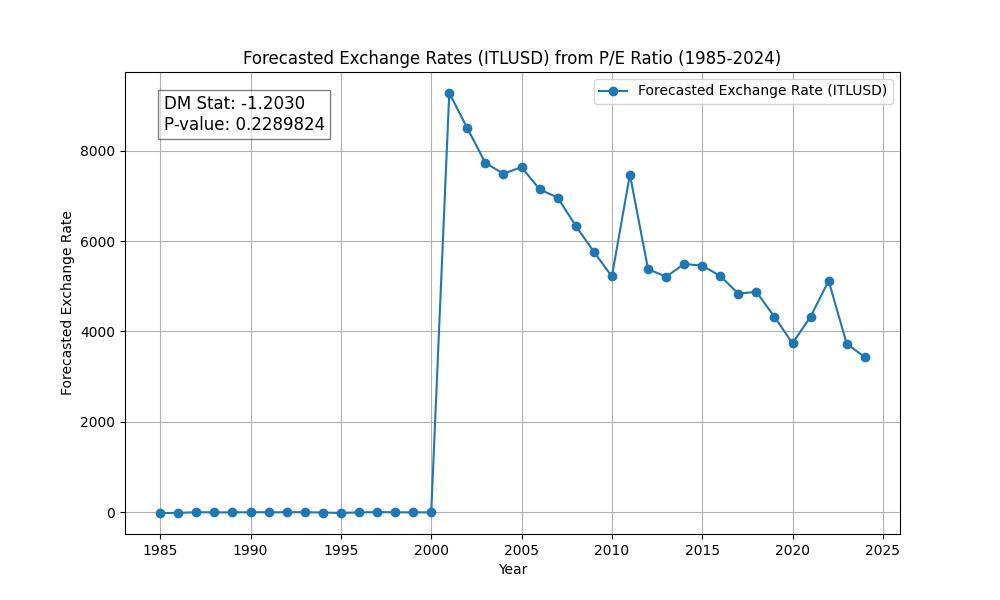 Forecasted Exchange Rates (ITLUSD) from P/E Ratio (1985-2024)
DM Stat: -1.2030
P-value: 0.2289824
Forecasted Exchange Rate (ITLUSD)
Forecasted Exchange Rate
8000
6000
4000
2000
0
1985 1990 1995 2000 2005 2010 2015 2020 2025
Year